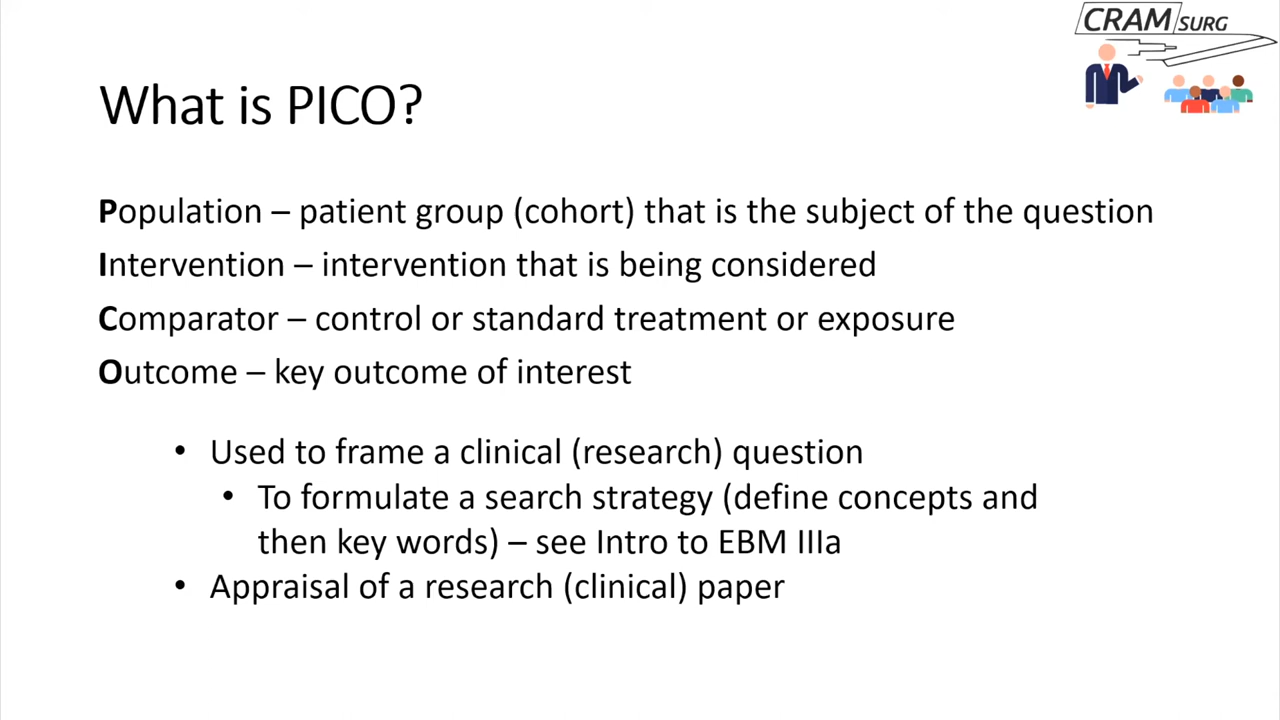 CRAM SURG
What is PICO?
Population – patient group (cohort) that is the subject of the question
Intervention – intervention that is being considered
Comparator – control or standard treatment or exposure
Outcome – key outcome of interest
• Used to frame a clinical (research) question
• To formulate a search strategy (define concepts and
then key words) – see Intro to EBM IIIa
• Appraisal of a research (clinical) paper